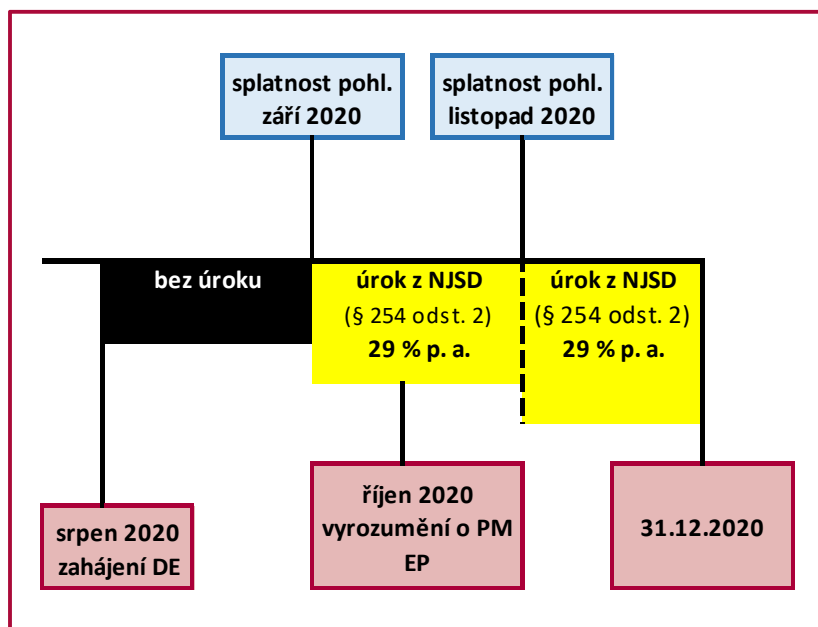 splatnost pohl.
září 2020
splatnost pohl.
listopad 2020
bez úroku
úrok z NJSD
(§ 254 odst. 2)
29 % p. a.
úrok z NJSD
(§ 254 odst. 2)
29 % p. a.
srpen 2020
zahájení DE
říjen 2020
vyrozumění o PM
EP
31.12.2020